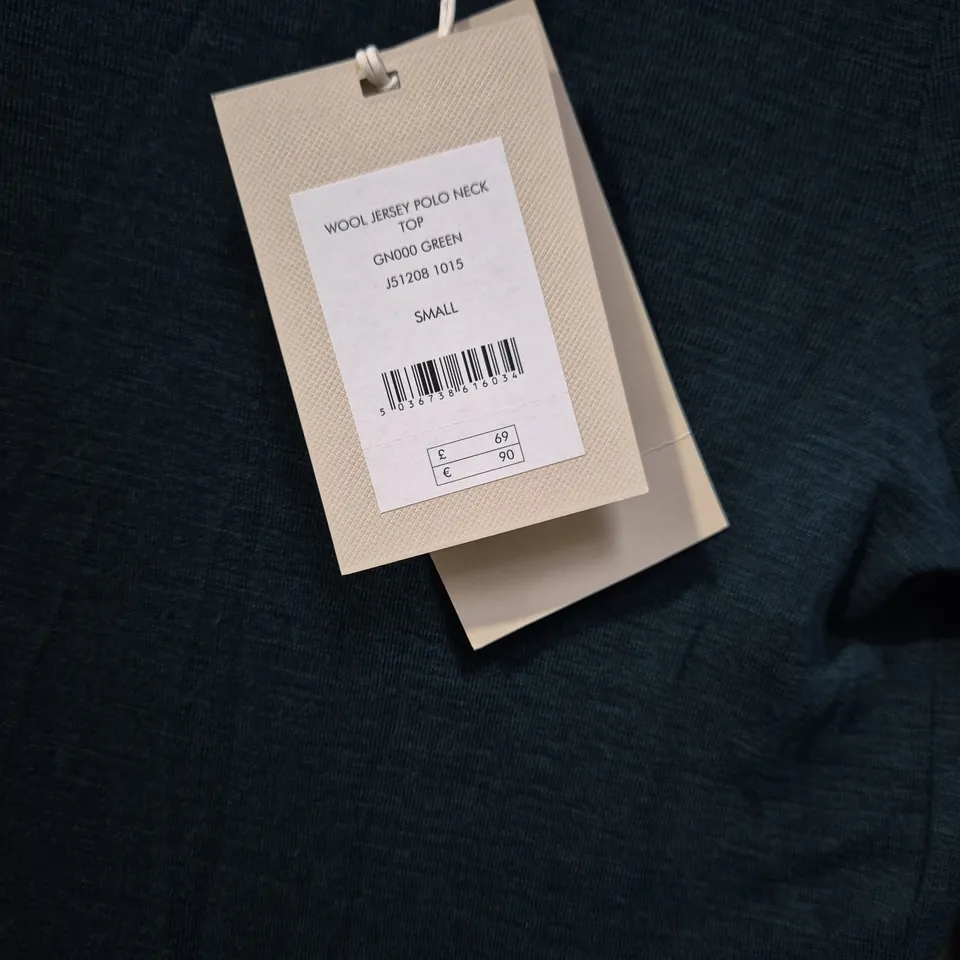 WOOL JERSEY POLO NECK
TOP
GN000 GREEN
J51208 1015
SMALL
5 036738 616034
£ 69
€ 90